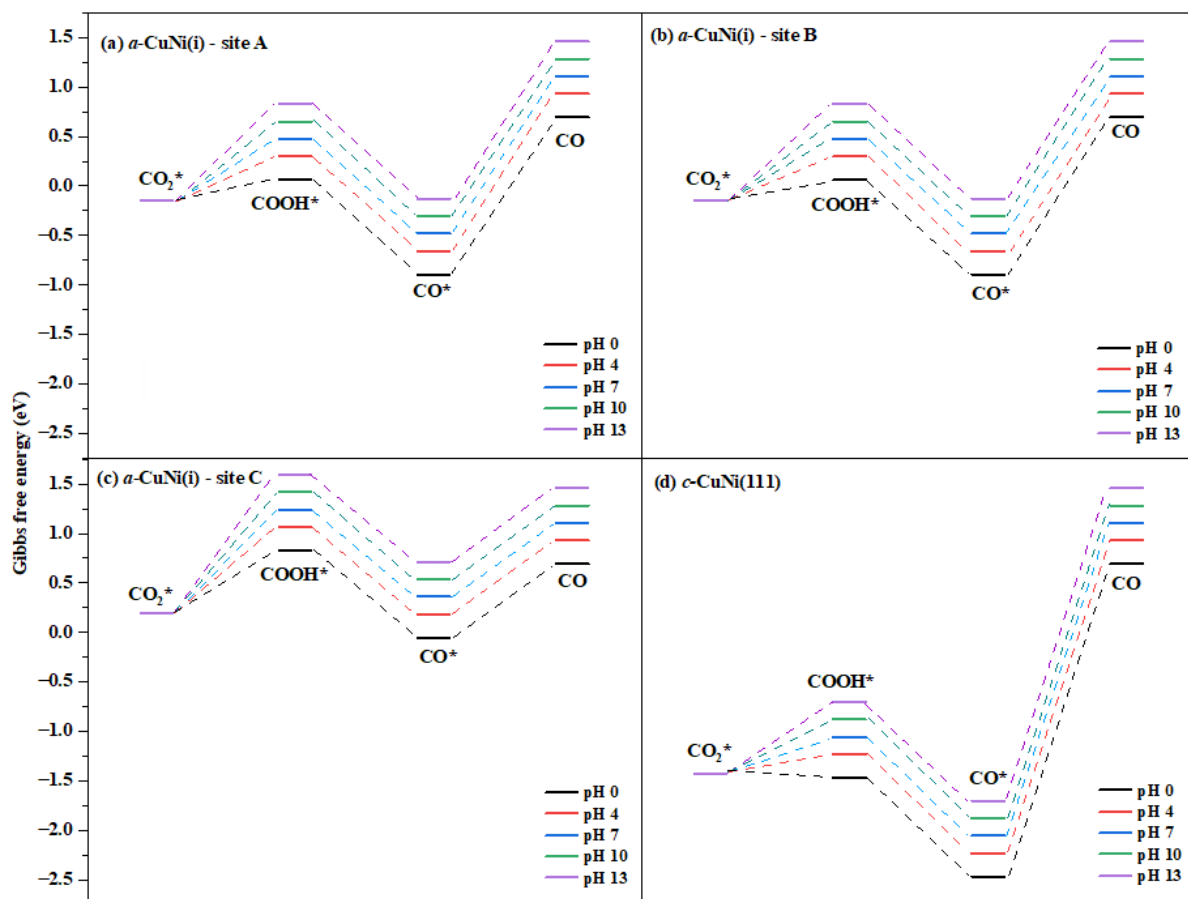 Gibbs free energy (eV)
(a) a-CuNi(i) - site A
1.5
1.0
0.5
0.0
−0.5
−1.0
−1.5
−2.0
−2.5
CO₂*
COOH*
CO*
CO
pH 0
pH 4
pH 7
pH 10
pH 13
(b) a-CuNi(i) - site B
CO₂*
COOH*
CO*
CO
pH 0
pH 4
pH 7
pH 10
pH 13
(c) a-CuNi(i) - site C
1.5
1.0
0.5
0.0
−0.5
−1.0
−1.5
−2.0
−2.5
CO₂*
COOH*
CO*
CO
pH 0
pH 4
pH 7
pH 10
pH 13
(d) c-CuNi(111)
CO₂*
COOH*
CO*
CO
pH 0
pH 4
pH 7
pH 10
pH 13